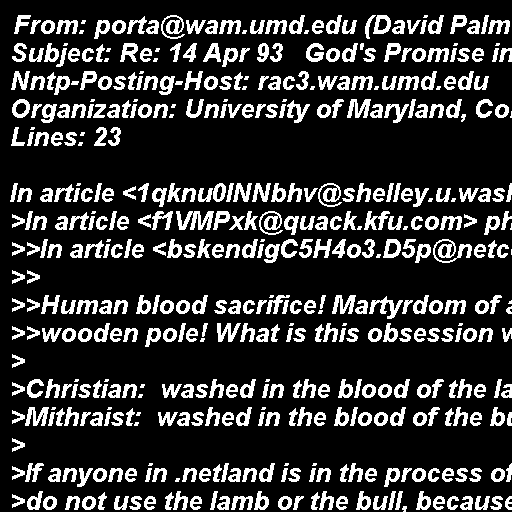 From: porta@wam.umd.edu (David Palm
Subject: Re: 14 Apr 93   God's Promise in
Nntp-Posting-Host: rac3.wam.umd.edu
Organization: University of Maryland, Co
Lines: 23

In article <1qknu0INNbhv@shelley.u.wash
>In article <f1VMPxk@quack.kfu.com> ph
>>In article <bskendigC5H4o3.D5p@netc
>>
>>Human blood sacrifice! Martyrdom of a
>>wooden pole! What is this obsession w
>
>Christian:  washed in the blood of the la
>Mithraist:  washed in the blood of the bu
>
>If anyone in .netland is in the process of
>do not use the lamb or the bull, because